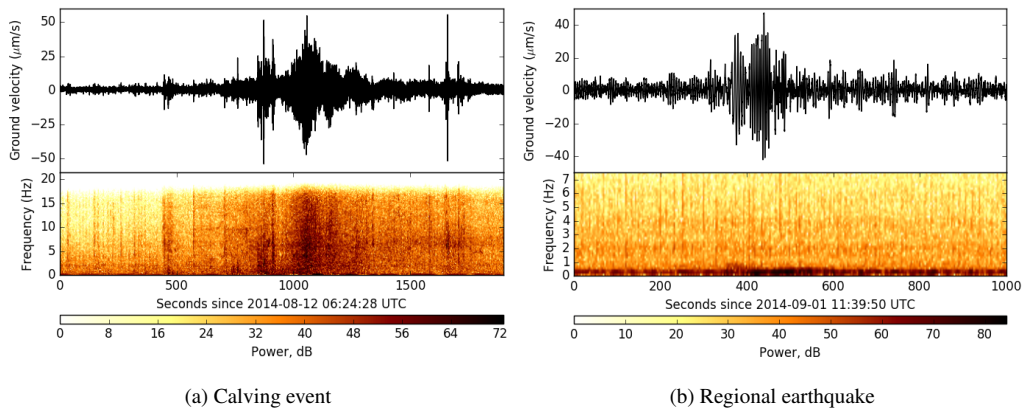 Ground velocity (μm/s)
60
25
0
−25
−50
Frequency (Hz)
20
15
10
5
0
0 500 1000 1500
Seconds since 2014-08-12 06:24:28 UTC
0 8 16 24 32 40 48 56 64 72
Power, dB
(a) Calving event
Ground velocity (μm/s)
40
20
0
−20
−40
Frequency (Hz)
7
6
5
4
3
2
1
0
0 200 400 600 800 1000
Seconds since 2014-09-01 11:39:50 UTC
0 10 20 30 40 50 60 70 80
Power, dB
(b) Regional earthquake